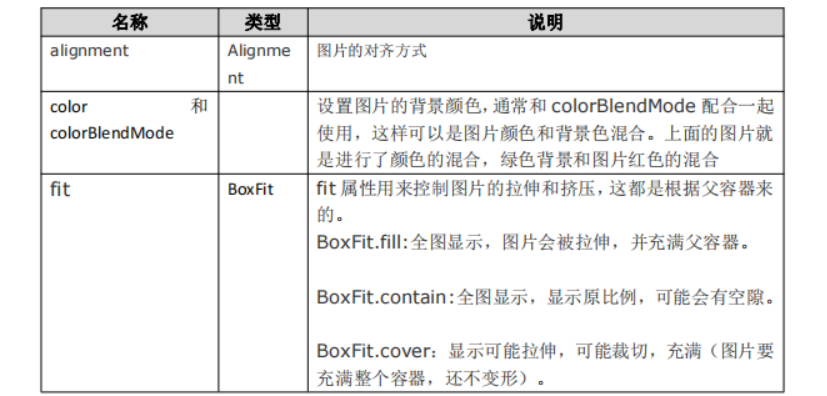 名称 类型 说明
alignment Alignme 图片的对齐方式
nt
color 和 设置图片的背景颜色,通常和 colorBlendMode 配合一起
colorBlendMode 使用，这样可以是图片颜色和背景色混合。上面的图片就
是进行了颜色的混合，绿色背景和图片红色的混合
fit BoxFit fit 属性用来控制图片的拉伸和挤压,这都是根据父容器来
的。
BoxFit.fill:全图显示，图片会被拉伸，并充满父容器。
BoxFit.contain:全图显示，显示原比例，可能会有空隙。
BoxFit.cover：显示可能拉伸，可能裁切，充满（图片要
充满整个容器，还不变形）。